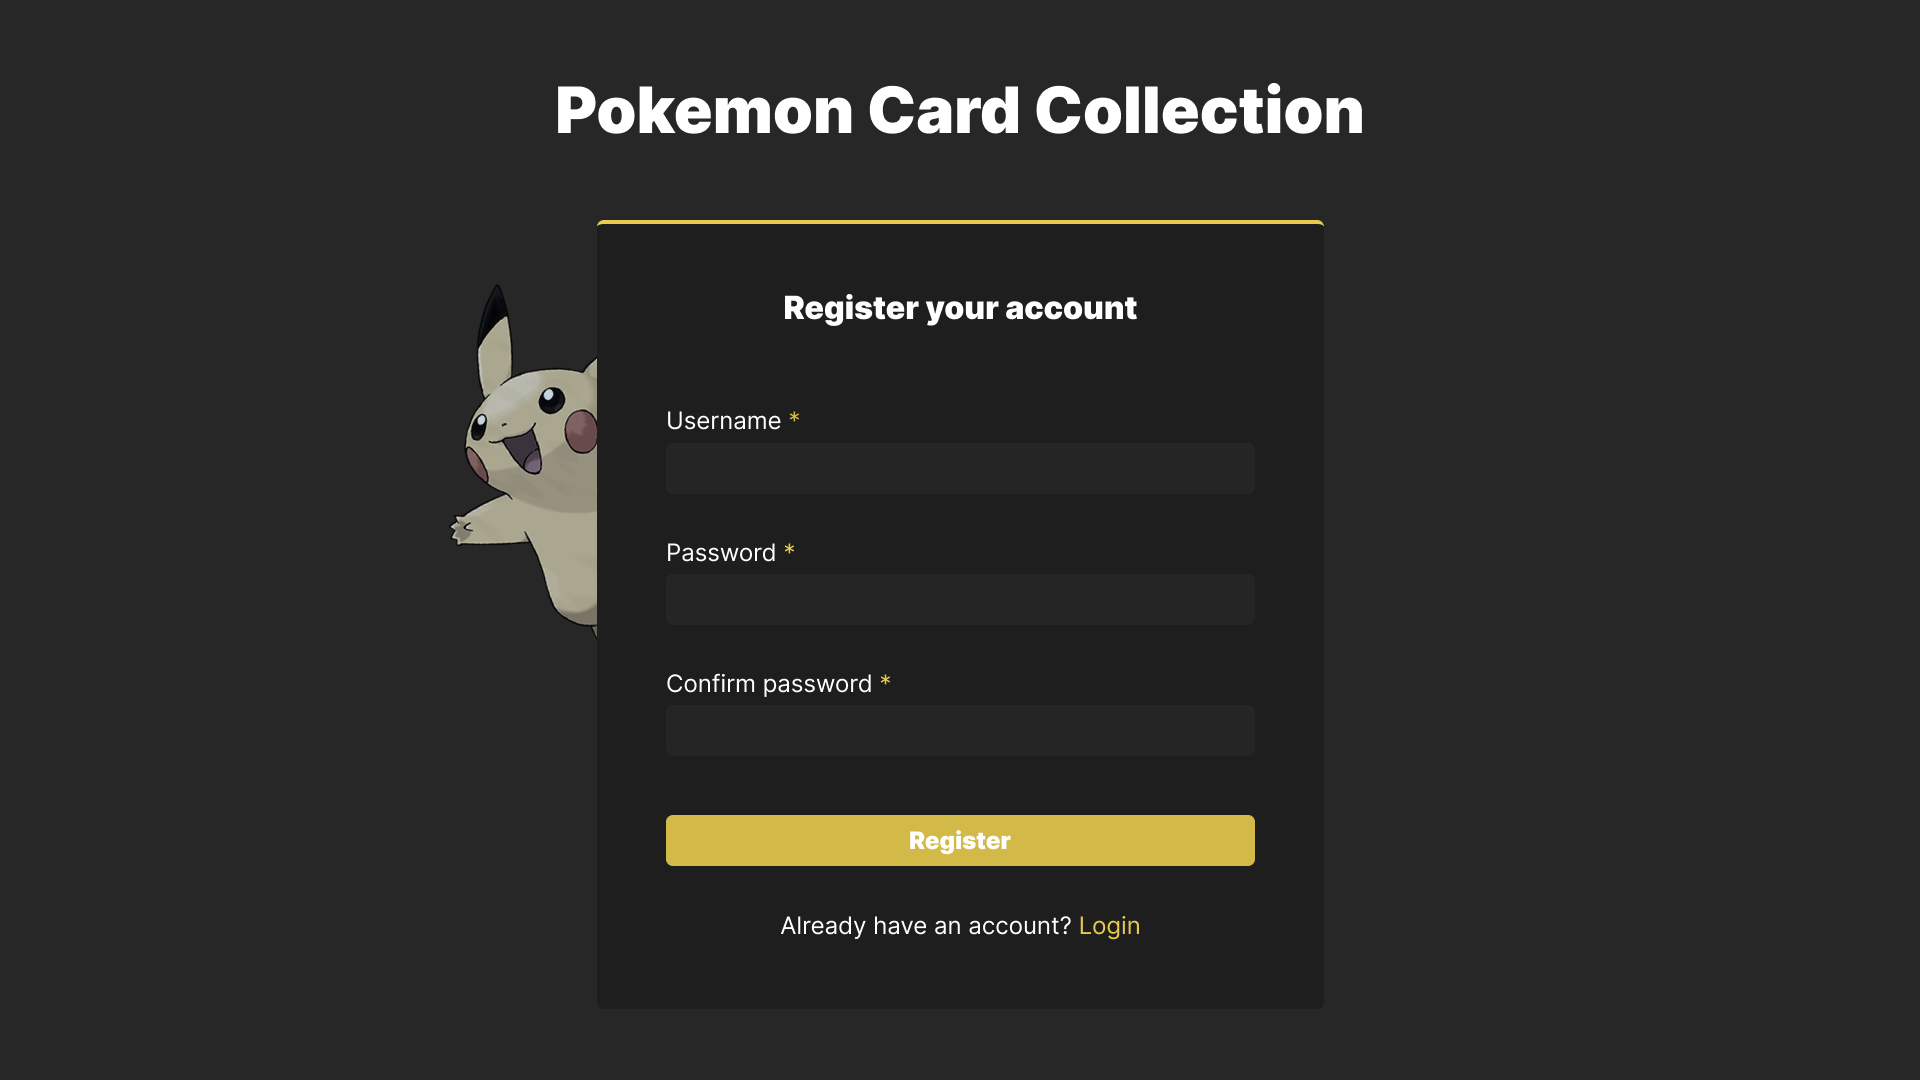 Pokemon Card Collection
Register your account
Username *
Password *
Confirm password *
Register
Already have an account? Login